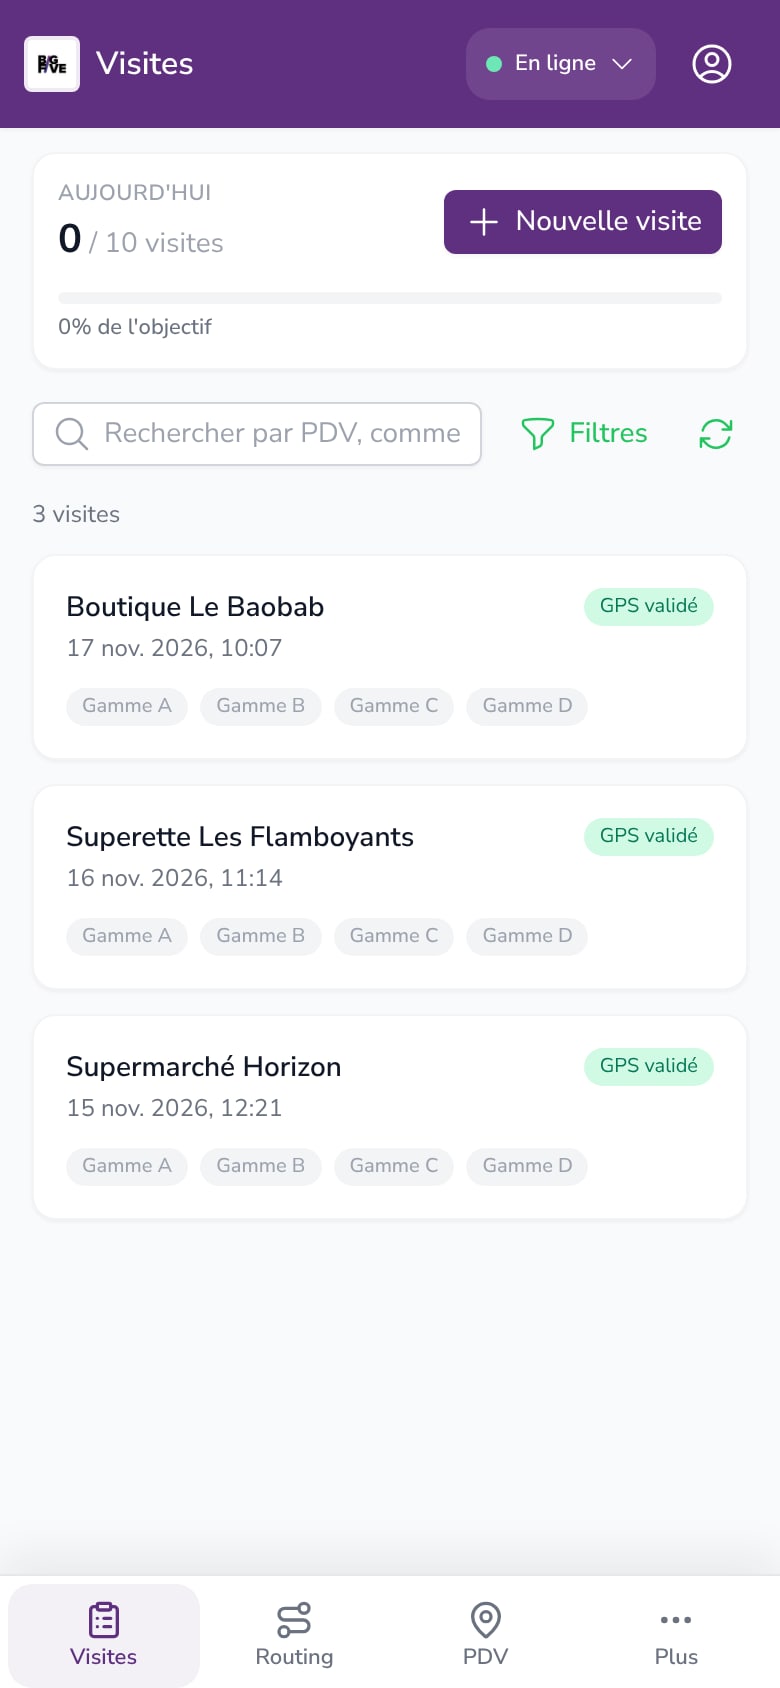 BIG
FIVE
Visites
En ligne
AUJOURD'HUI
0 / 10 visites
Nouvelle visite
0% de l'objectif
Rechercher par PDV, comme
Filtres
3 visites
Boutique Le Baobab
GPS validé
17 nov. 2026, 10:07
Gamme A Gamme B Gamme C Gamme D
Superette Les Flamboyants
GPS validé
16 nov. 2026, 11:14
Gamme A Gamme B Gamme C Gamme D
Supermarché Horizon
GPS validé
15 nov. 2026, 12:21
Gamme A Gamme B Gamme C Gamme D
Visites Routing PDV Plus